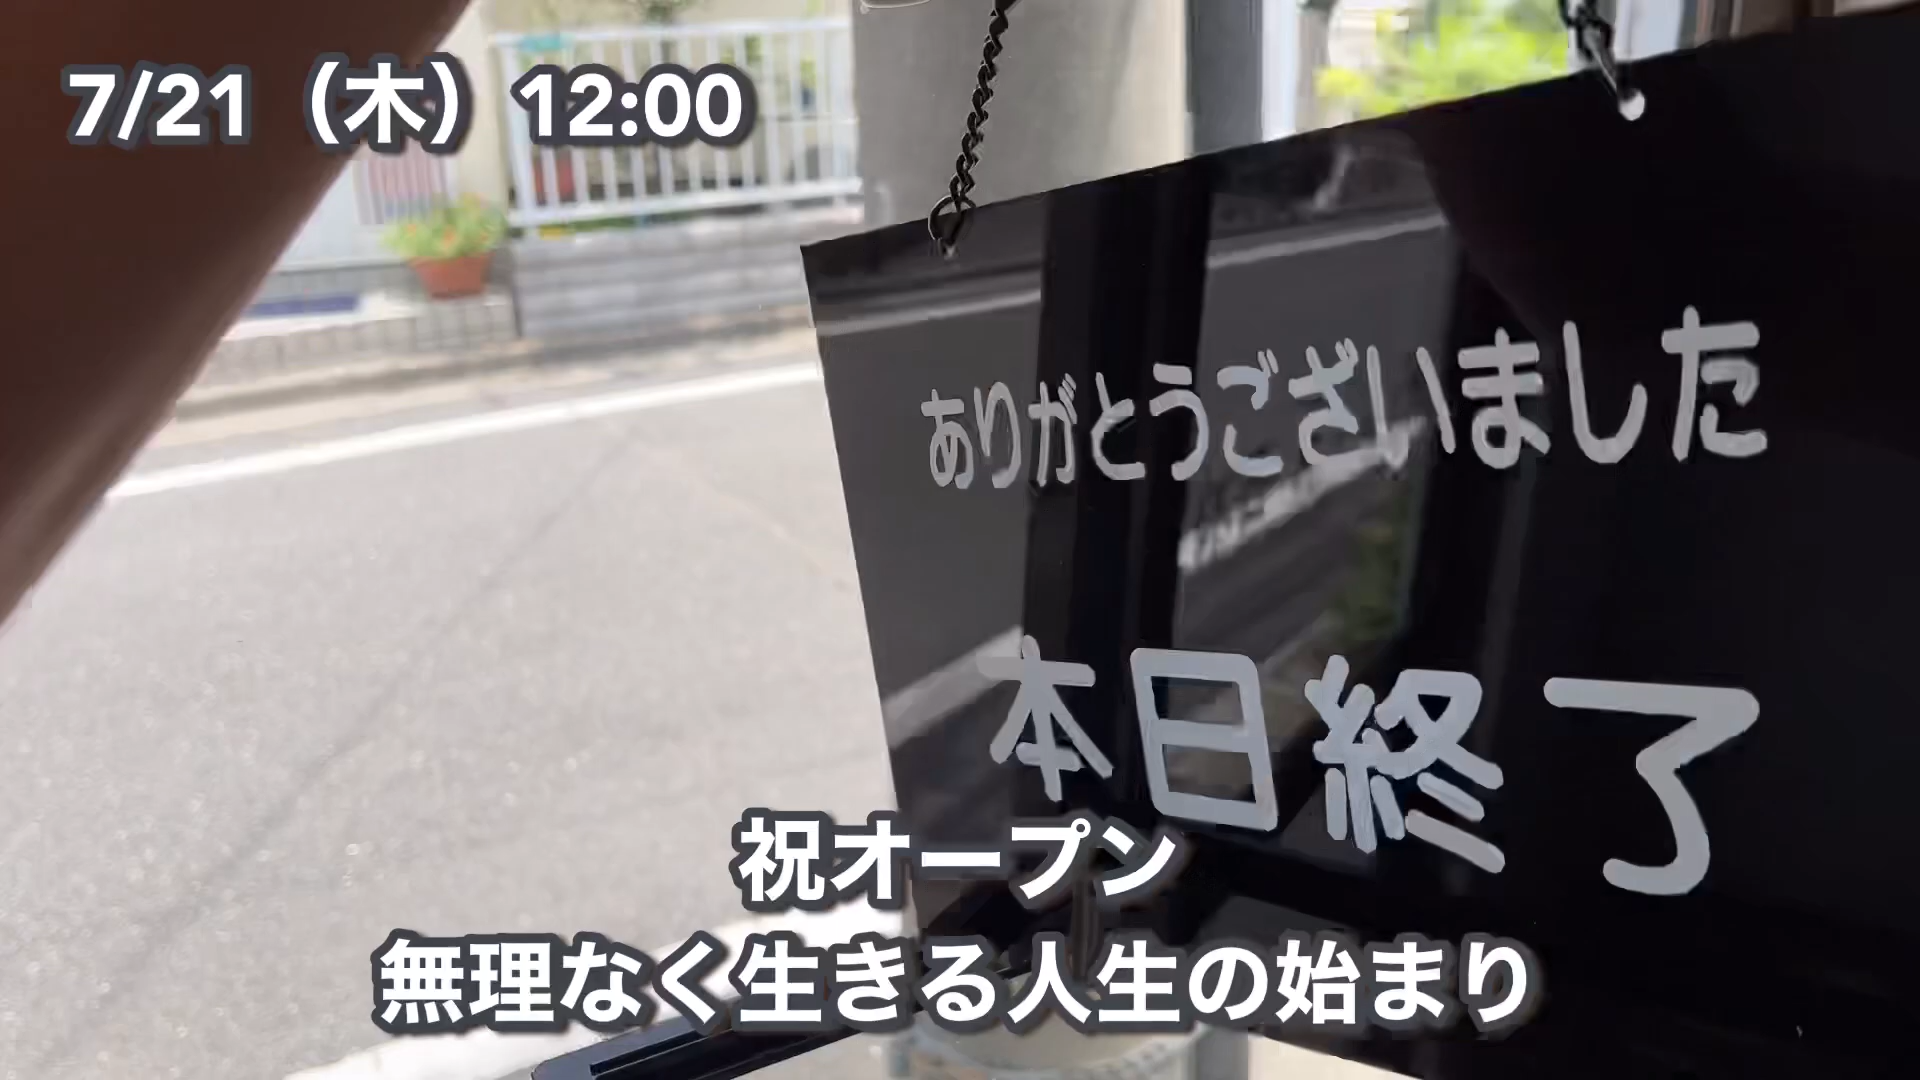 7/21（木）12:00
ありがとうございました
本日終了
祝オープン
無理なく生きる人生の始まり